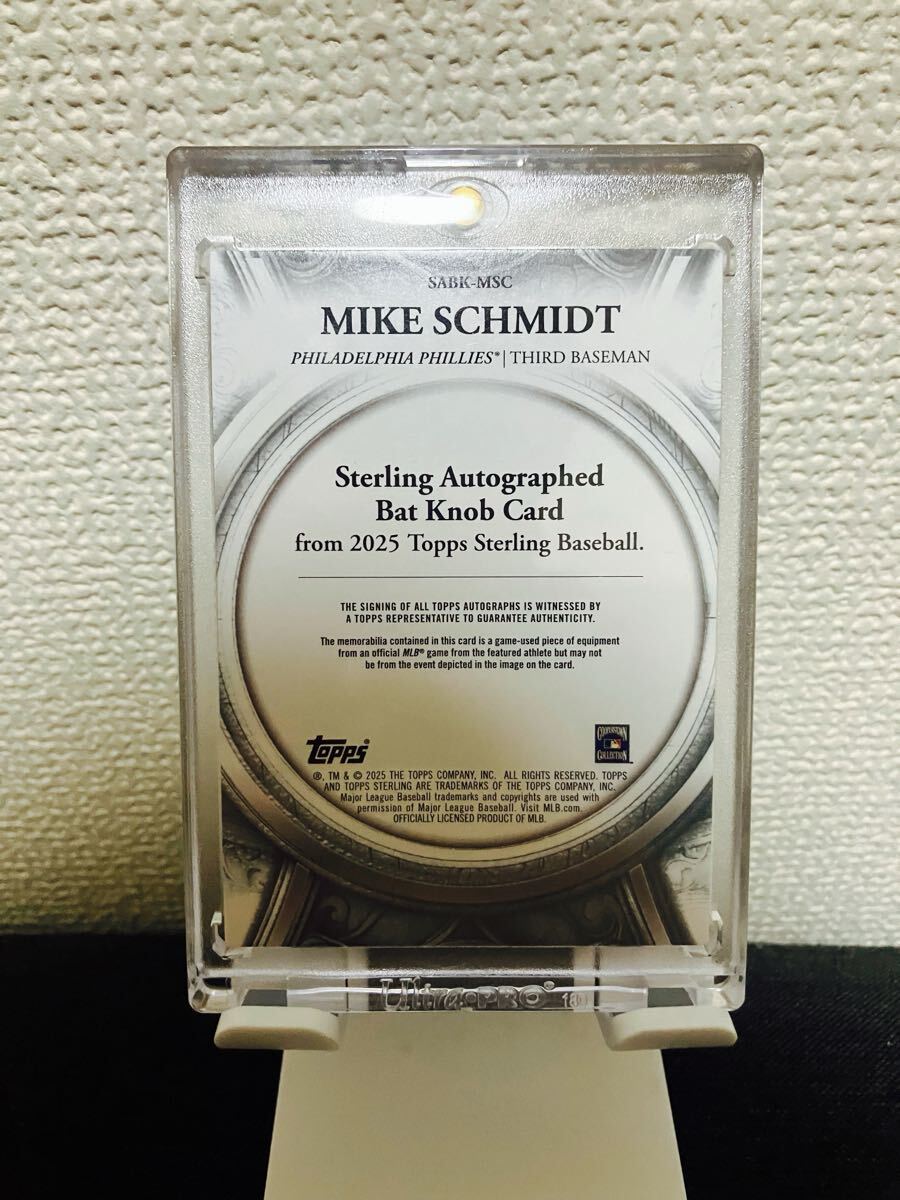 SABK-MSC
MIKE SCHMIDT
PHILADELPHIA PHILLIES® | THIRD BASEMAN
Sterling Autographed
Bat Knob Card
from 2025 Topps Sterling Baseball.
THE SIGNING OF ALL TOPPS AUTOGRAPHS IS WITNESSED BY
A TOPPS REPRESENTATIVE TO GUARANTEE AUTHENTICITY.
The memorabilia contained in this card is a game-used piece of equipment
from an official MLB® game from the featured athlete but may not
be from the event depicted in the image on the card.
topps®
COOPERSTOWN
COLLECTION
®, TM & © 2025 THE TOPPS COMPANY, INC. ALL RIGHTS RESERVED. TOPPS
AND TOPPS STERLING ARE TRADEMARKS OF THE TOPPS COMPANY, INC.
Major League Baseball trademarks and copyrights are used with
permission of Major League Baseball. Visit MLB.com.
OFFICIALLY LICENSED PRODUCT OF MLB.
Ultra•PRO® 180